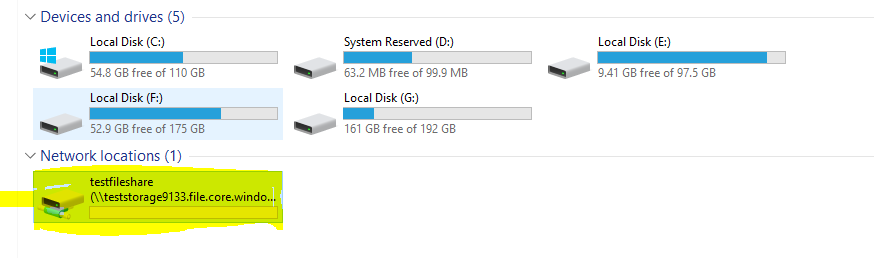 Devices and drives (5)
Local Disk (C:)
54.8 GB free of 110 GB
System Reserved (D:)
63.2 MB free of 99.9 MB
Local Disk (E:)
9.41 GB free of 97.5 GB
Local Disk (F:)
52.9 GB free of 175 GB
Local Disk (G:)
161 GB free of 192 GB
Network locations (1)
testfileshare
(\\teststorage9133.file.core.windo...